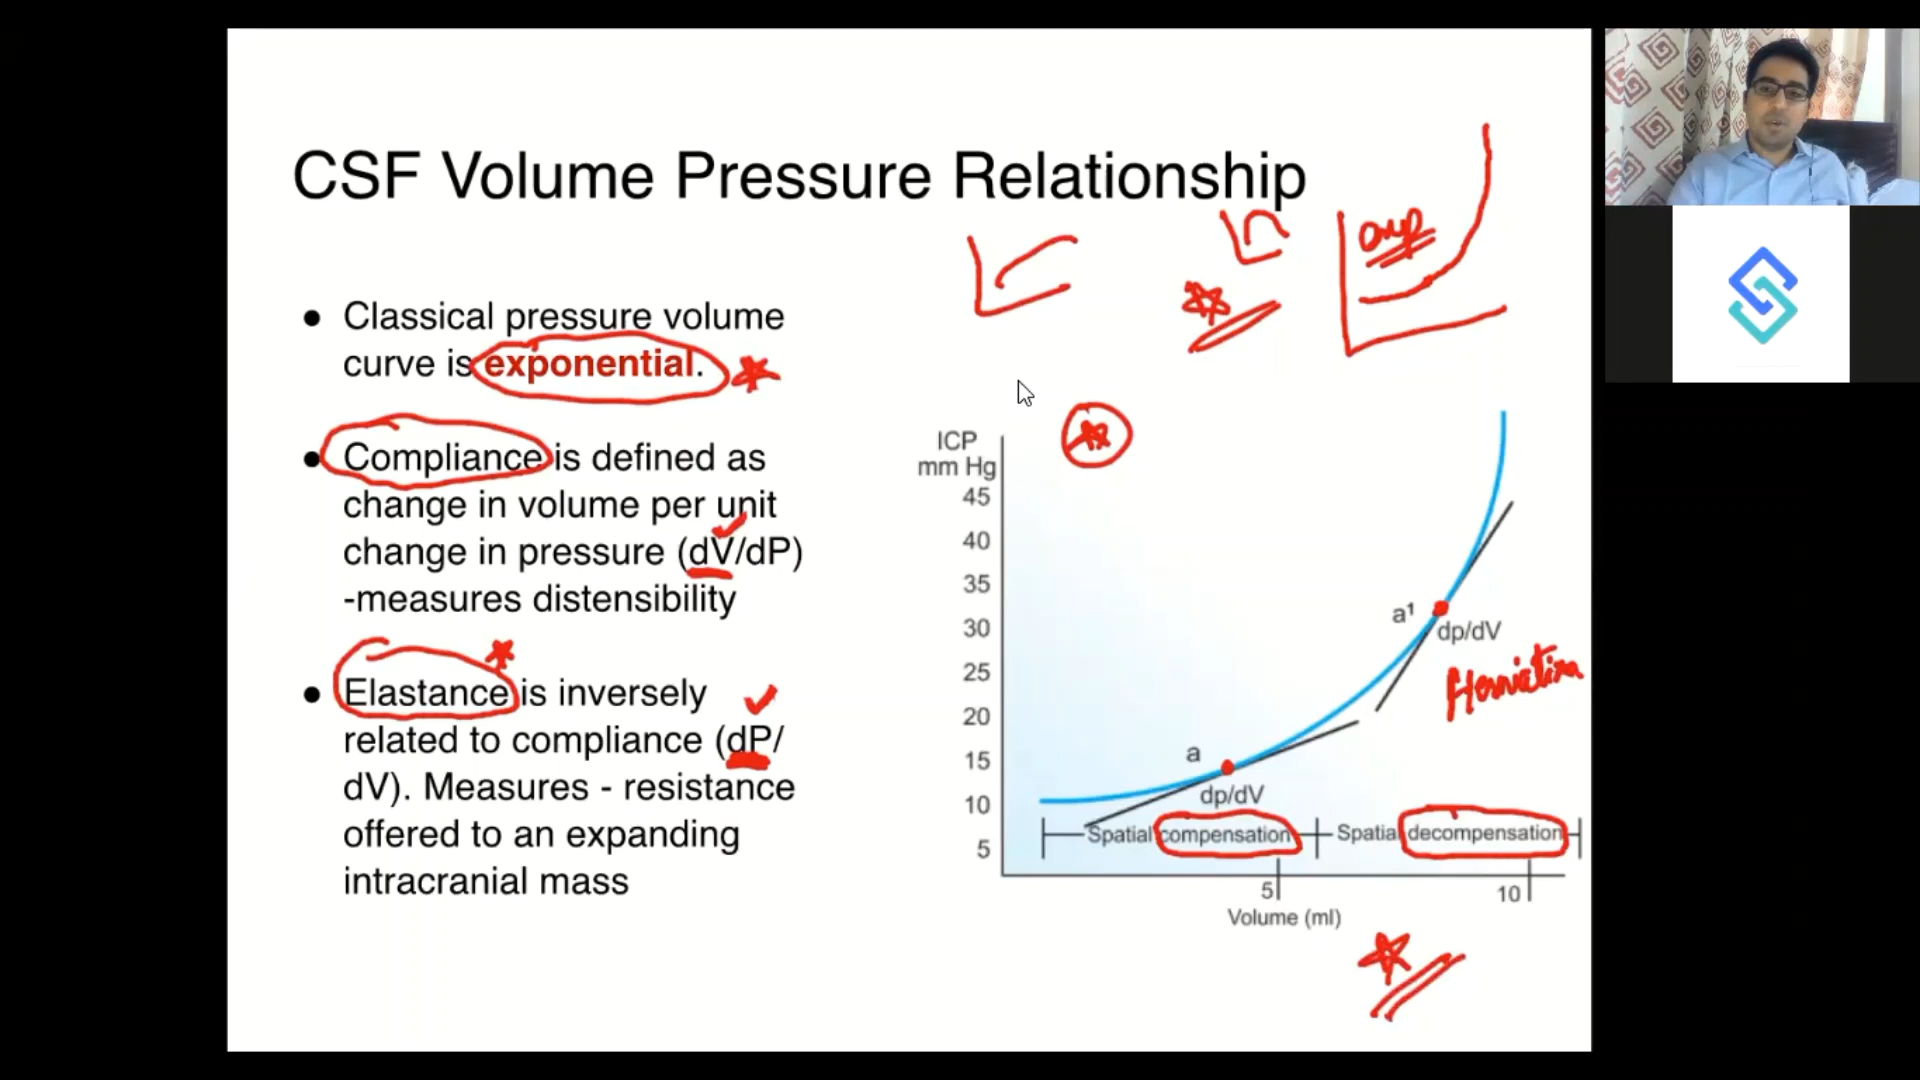 CSF Volume Pressure Relationship
exp
● Classical pressure volume
curve is exponential.
● Compliance is defined as
change in volume per unit
change in pressure (dV/dP)
-measures distensibility
● Elastance is inversely
related to compliance (dP/
dV). Measures - resistance
offered to an expanding
intracranial mass
ICP
mm Hg
45
40
35
30
25
20
15
10
5
a¹
dp/dV
Herniation
a
dp/dV
Spatial compensation
Spatial decompensation
5
10
Volume (ml)